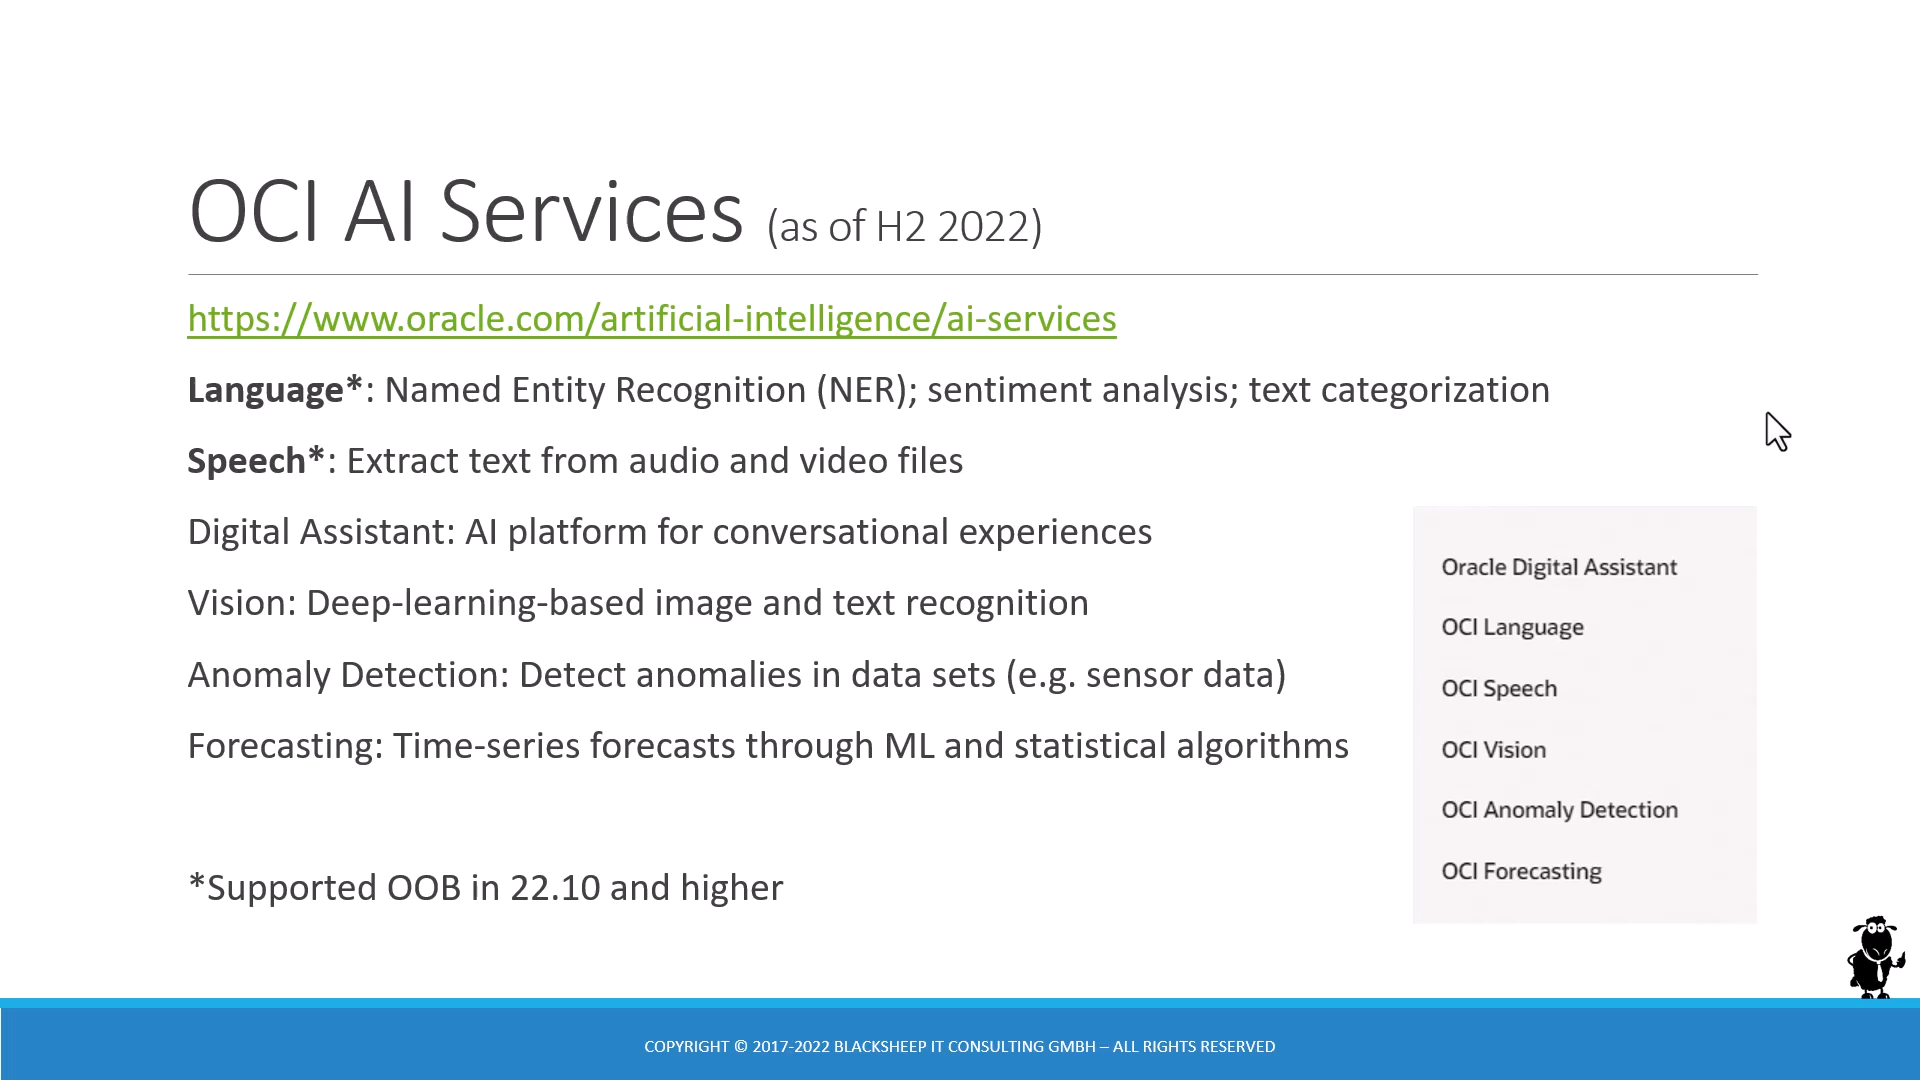 OCI AI Services (as of H2 2022)
https://www.oracle.com/artificial-intelligence/ai-services
Language*: Named Entity Recognition (NER); sentiment analysis; text categorization
Speech*: Extract text from audio and video files
Digital Assistant: AI platform for conversational experiences
Vision: Deep-learning-based image and text recognition
Anomaly Detection: Detect anomalies in data sets (e.g. sensor data)
Forecasting: Time-series forecasts through ML and statistical algorithms
*Supported OOB in 22.10 and higher
Oracle Digital Assistant
OCI Language
OCI Speech
OCI Vision
OCI Anomaly Detection
OCI Forecasting
COPYRIGHT © 2017-2022 BLACKSHEEP IT CONSULTING GMBH – ALL RIGHTS RESERVED